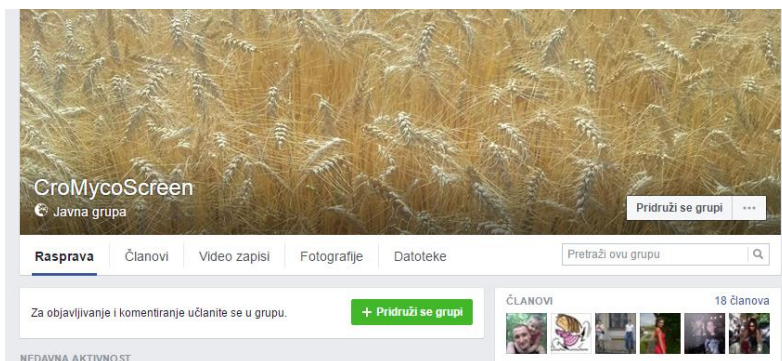 CroMycoScreen
Javna grupa
Pridruži se grupi ...
Rasprava Članovi Video zapisi Fotografije Datoteke
Pretraži ovu grupu
Za objavljivanje i komentiranje učlanite se u grupu.
+ Pridruži se grupi
ČLANOVI 18 članova
NEDAVNA AKTIVNOST